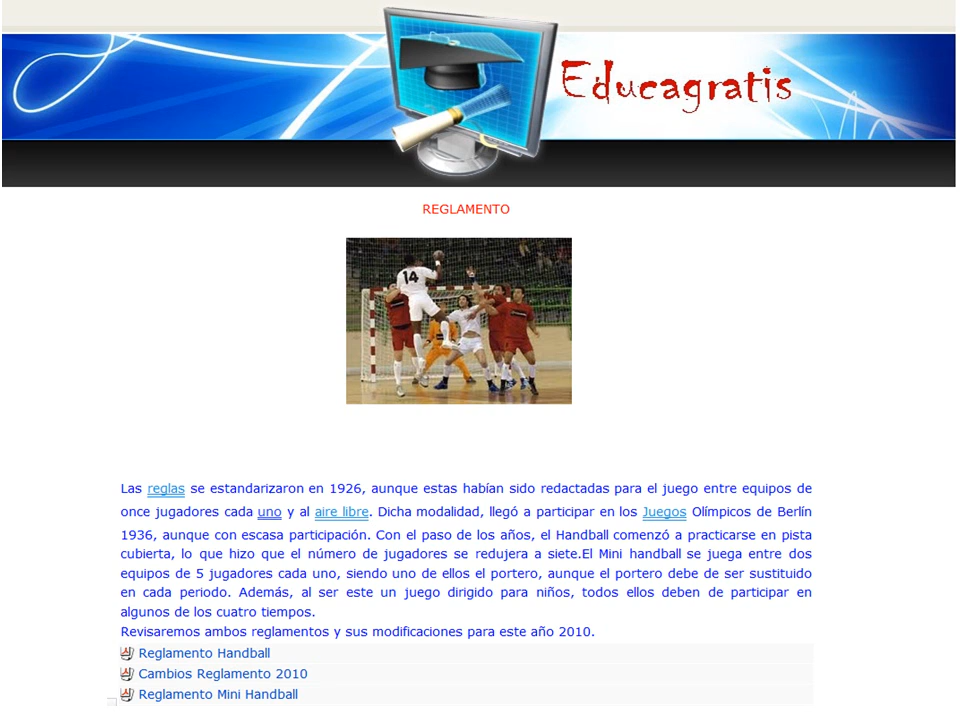 Educagratis
REGLAMENTO
14
Las reglas se estandarizaron en 1926, aunque estas habían sido redactadas para el juego entre equipos de
once jugadores cada uno y al aire libre. Dicha modalidad, llegó a participar en los Juegos Olímpicos de Berlín
1936, aunque con escasa participación. Con el paso de los años, el Handball comenzó a practicarse en pista
cubierta, lo que hizo que el número de jugadores se redujera a siete.El Mini handball se juega entre dos
equipos de 5 jugadores cada uno, siendo uno de ellos el portero, aunque el portero debe de ser sustituido
en cada periodo. Además, al ser este un juego dirigido para niños, todos ellos deben de participar en
algunos de los cuatro tiempos.
Revisaremos ambos reglamentos y sus modificaciones para este año 2010.
Reglamento Handball
Cambios Reglamento 2010
Reglamento Mini Handball